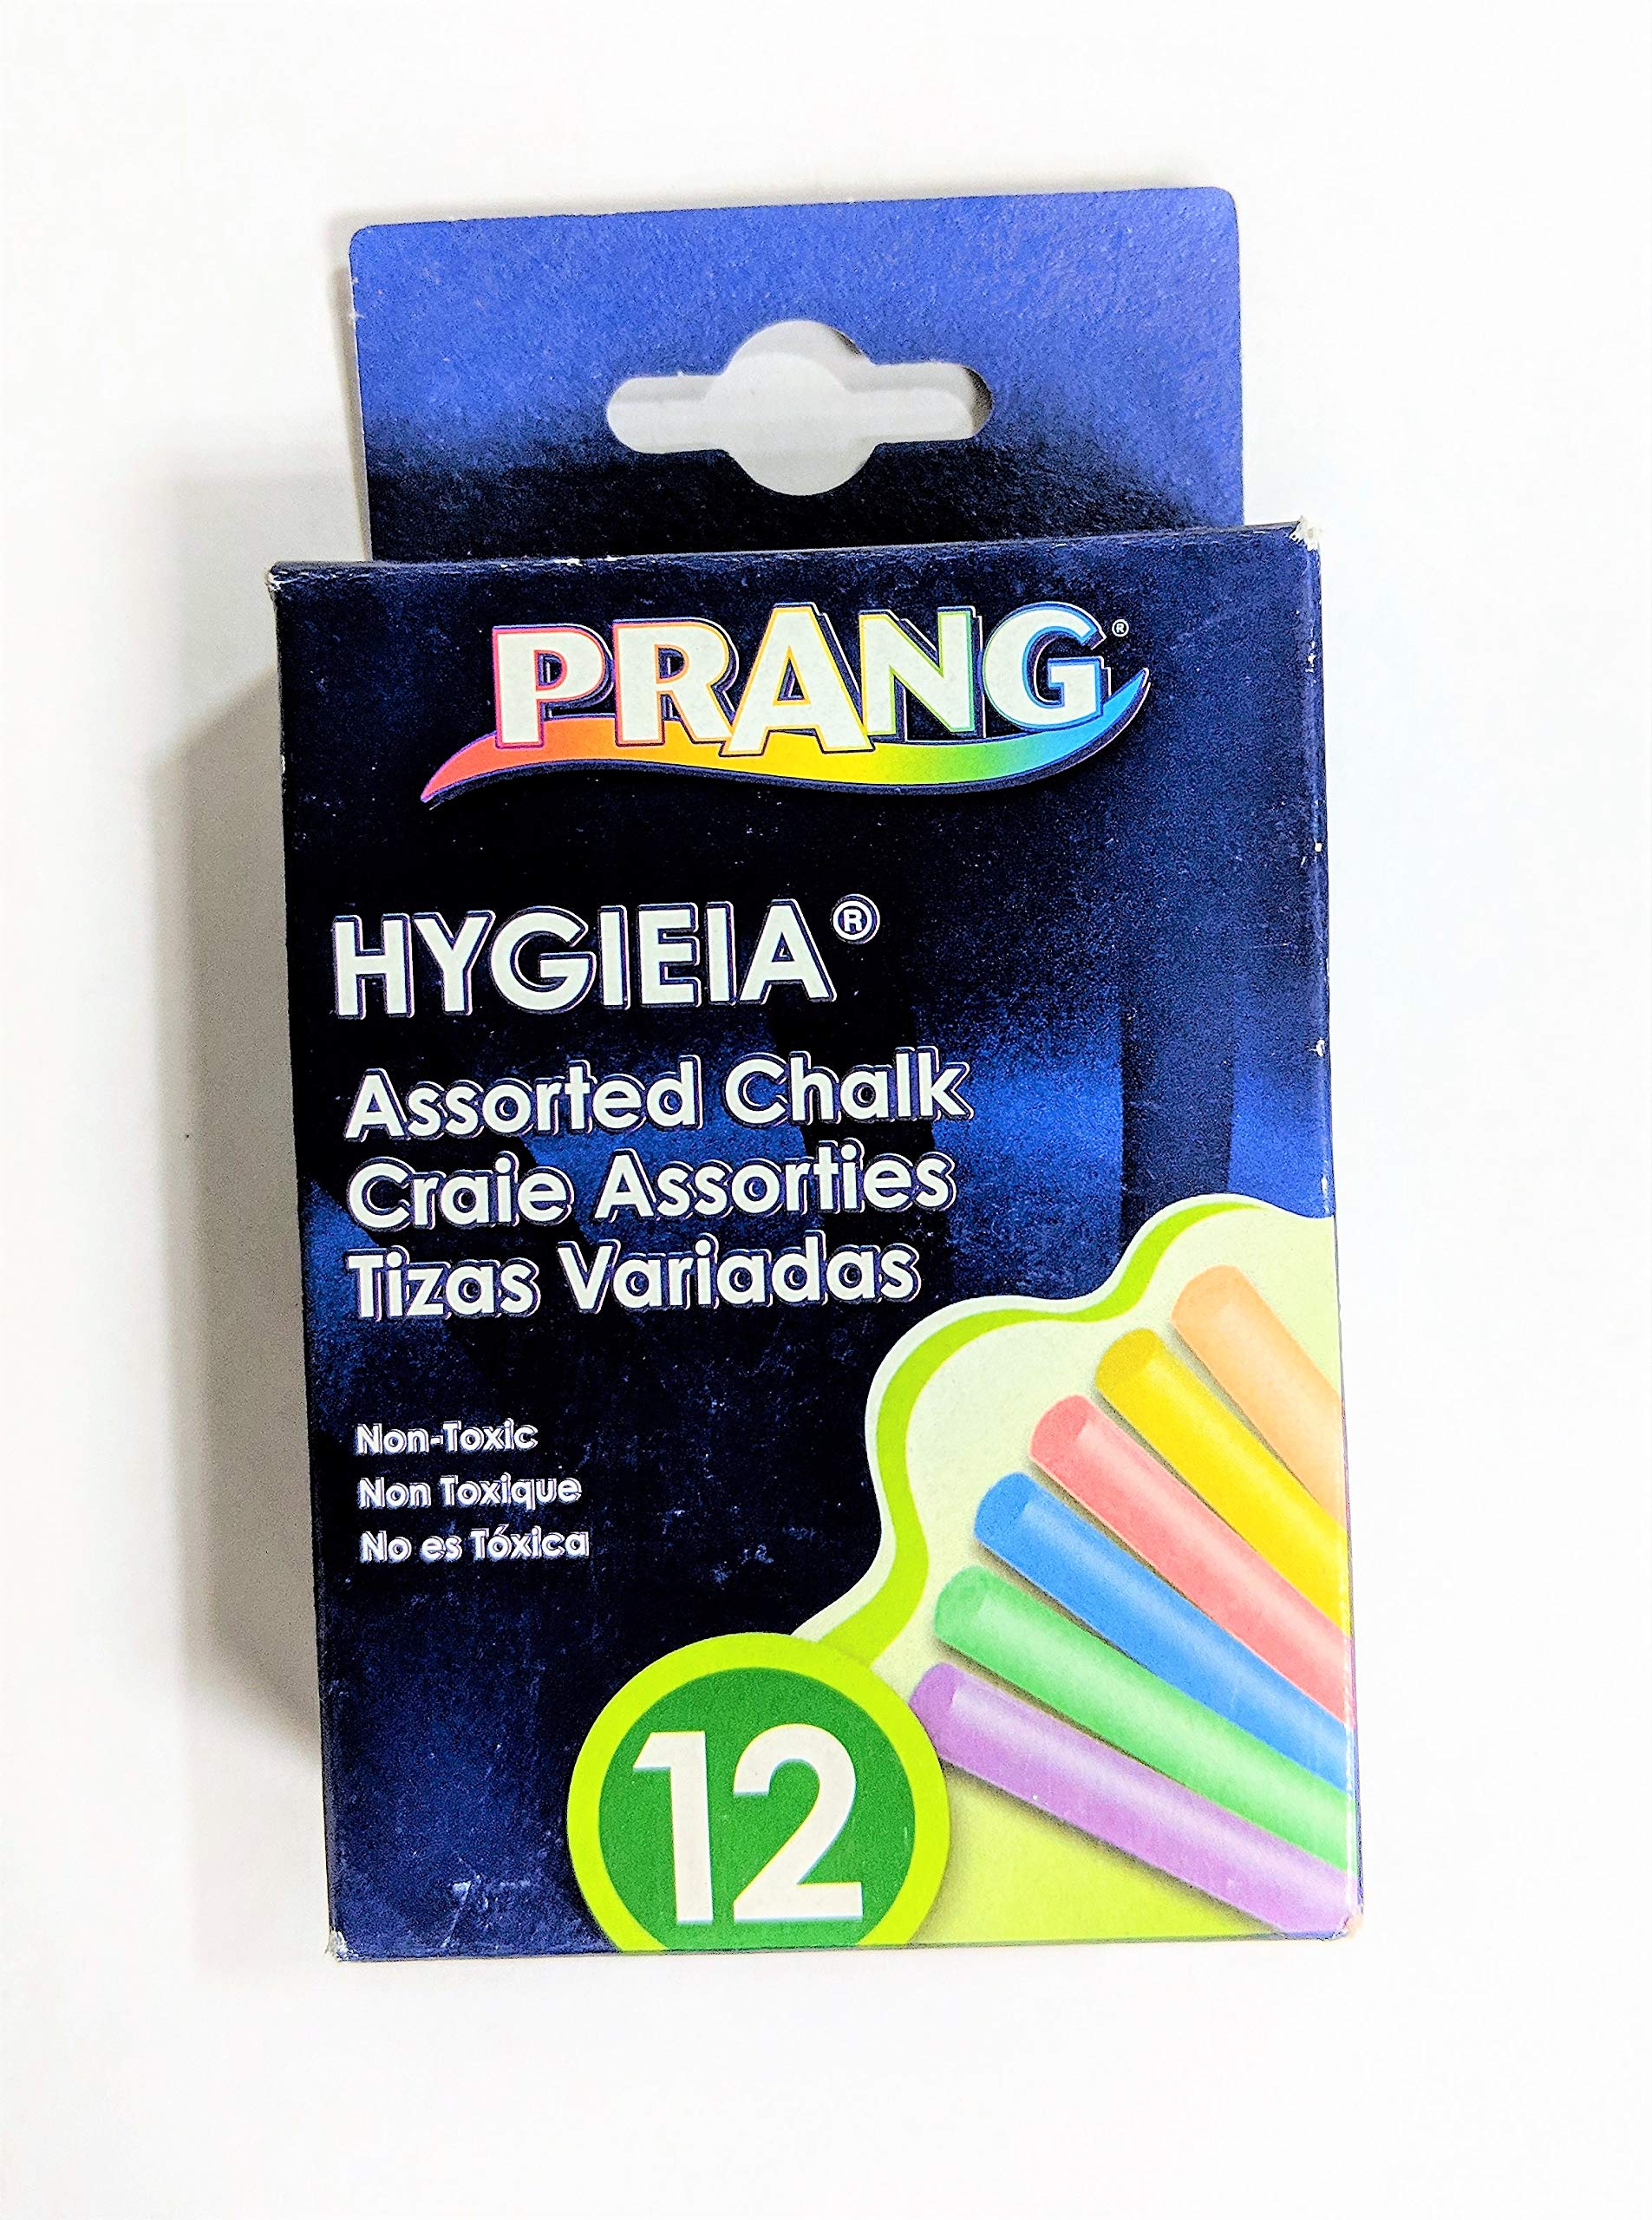 PRANG®
HYGIEIA®
Assorted Chalk
Craie Assorties
Tizas Variadas
Non-Toxic
Non Toxique
No es Tóxica
12